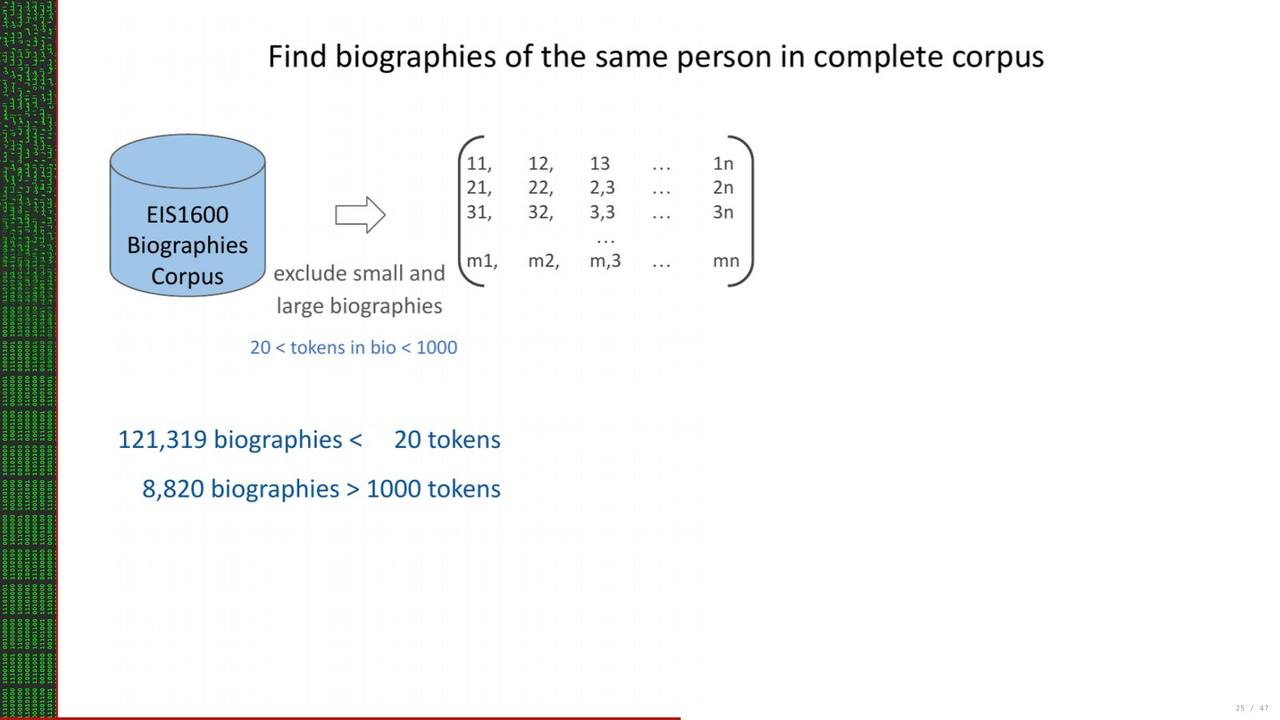 Find biographies of the same person in complete corpus
EIS1600
Biographies
Corpus
exclude small and
large biographies
20 < tokens in bio < 1000
11, 12, 13 … 1n
21, 22, 2,3 … 2n
31, 32, 3,3 … 3n
…
m1, m2, m,3 … mn
121,319 biographies < 20 tokens
8,820 biographies > 1000 tokens
25 / 47